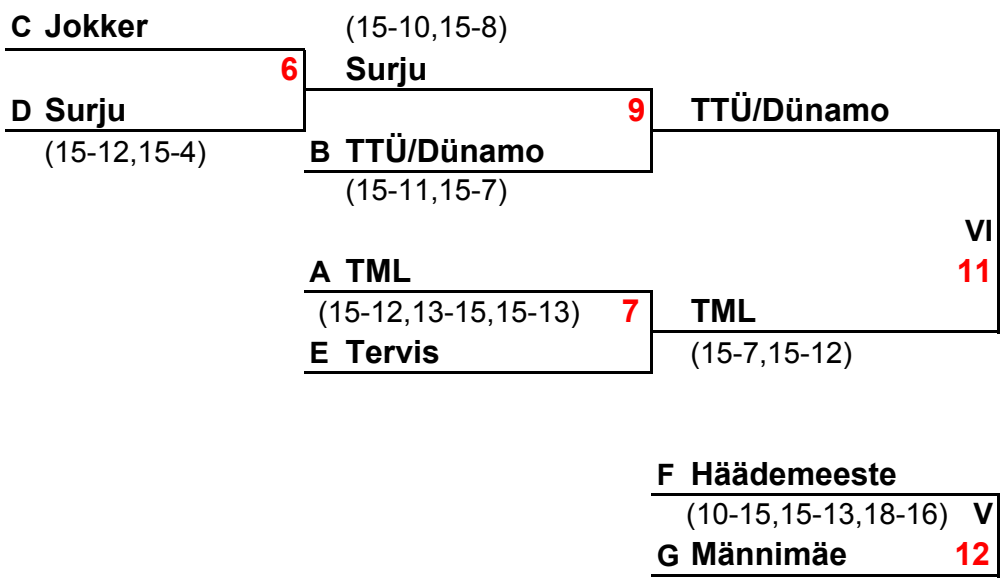 C Jokker (15-10,15-8)
6 Surju
D Surju 9 TTÜ/Dünamo
(15-12,15-4) B TTÜ/Dünamo
(15-11,15-7)
VI
A TML 11
(15-12,13-15,15-13) 7 TML
E Tervis (15-7,15-12)
F Häädemeeste
(10-15,15-13,18-16) V
G Männimäe 12